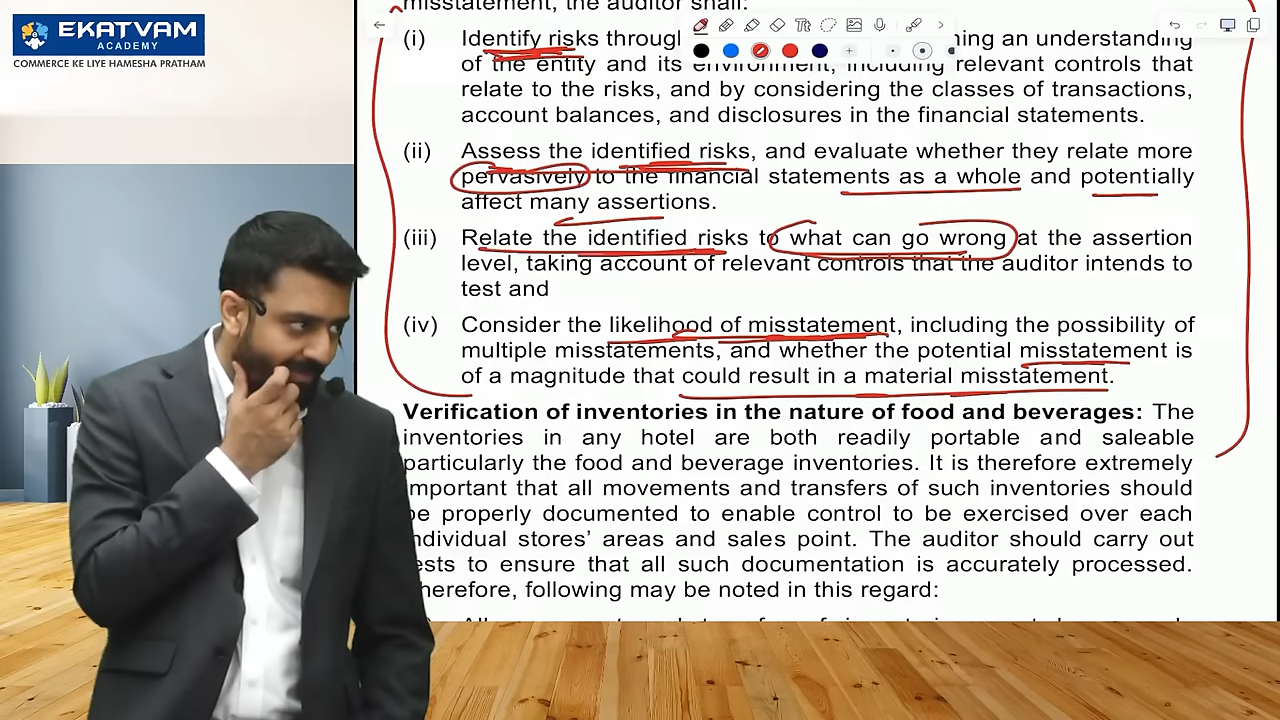 EKATVAM
ACADEMY
COMMERCE KE LIYE HAMESHA PRATHAM
misstatement, the auditor shall:
(i) Identify risks an understanding
of the entity and its environment, including relevant controls that
relate to the risks, and by considering the classes of transactions,
account balances, and disclosures in the financial statements.
(ii) Assess the identified risks, and evaluate whether they relate more
pervasively to the financial statements as a whole and potentially
affect many assertions.
(iii) Relate the identified risks to what can go wrong at the assertion
level, taking account of relevant controls that the auditor intends to
test and
(iv) Consider the likelihood of misstatement, including the possibility of
multiple misstatements, and whether the potential misstatement is
of a magnitude that could result in a material misstatement.
Verification of inventories in the nature of food and beverages: The
inventories in any hotel are both readily portable and saleable
particularly the food and beverage inventories. It is therefore extremely
important that all movements and transfers of such inventories should
be properly documented to enable control to be exercised over each
individual stores' areas and sales point. The auditor should carry out
tests to ensure that all such documentation is accurately processed.
Therefore, following may be noted in this regard: